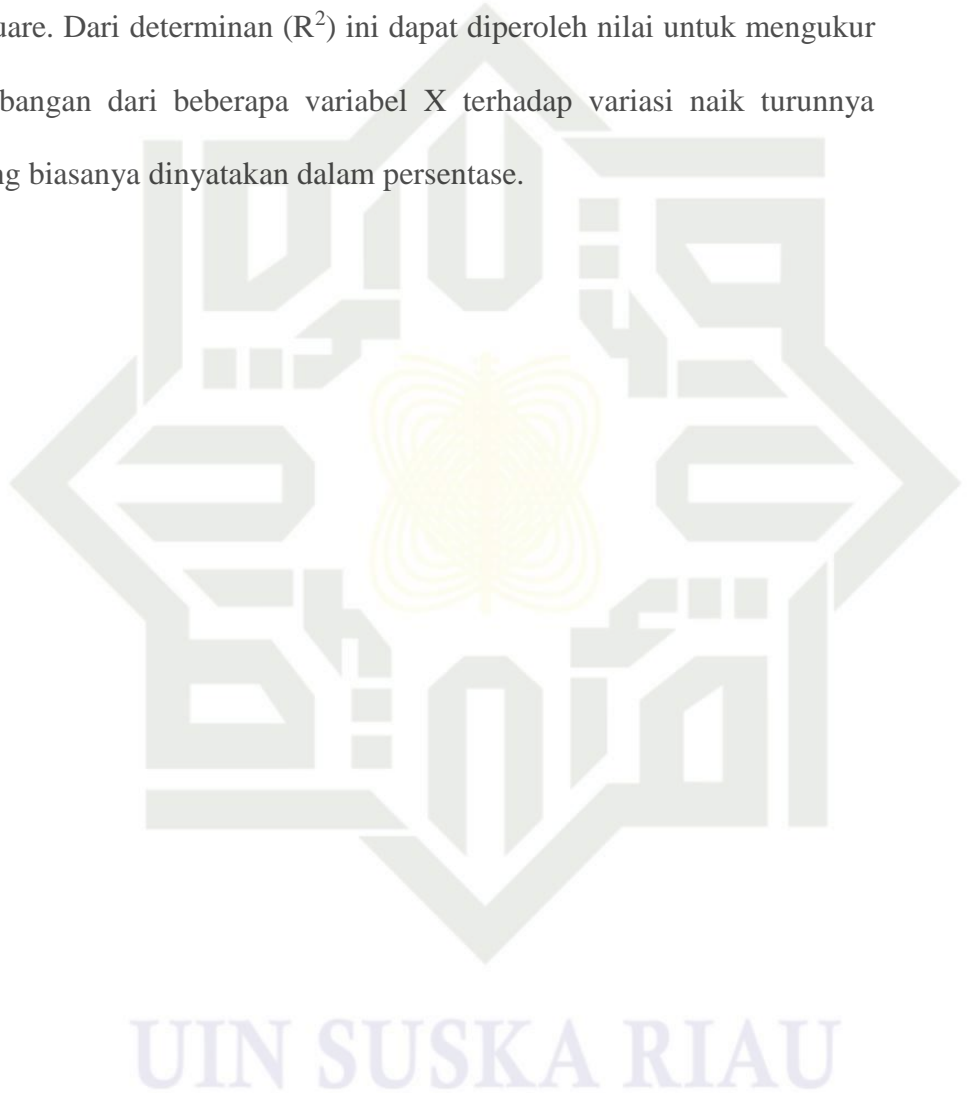 uare. Dari determinan (R²) ini dapat diperoleh nilai untuk mengukur
bangan dari beberapa variabel X terhadap variasi naik turunnya
ng biasanya dinyatakan dalam persentase.
UIN SUSKA RIAU